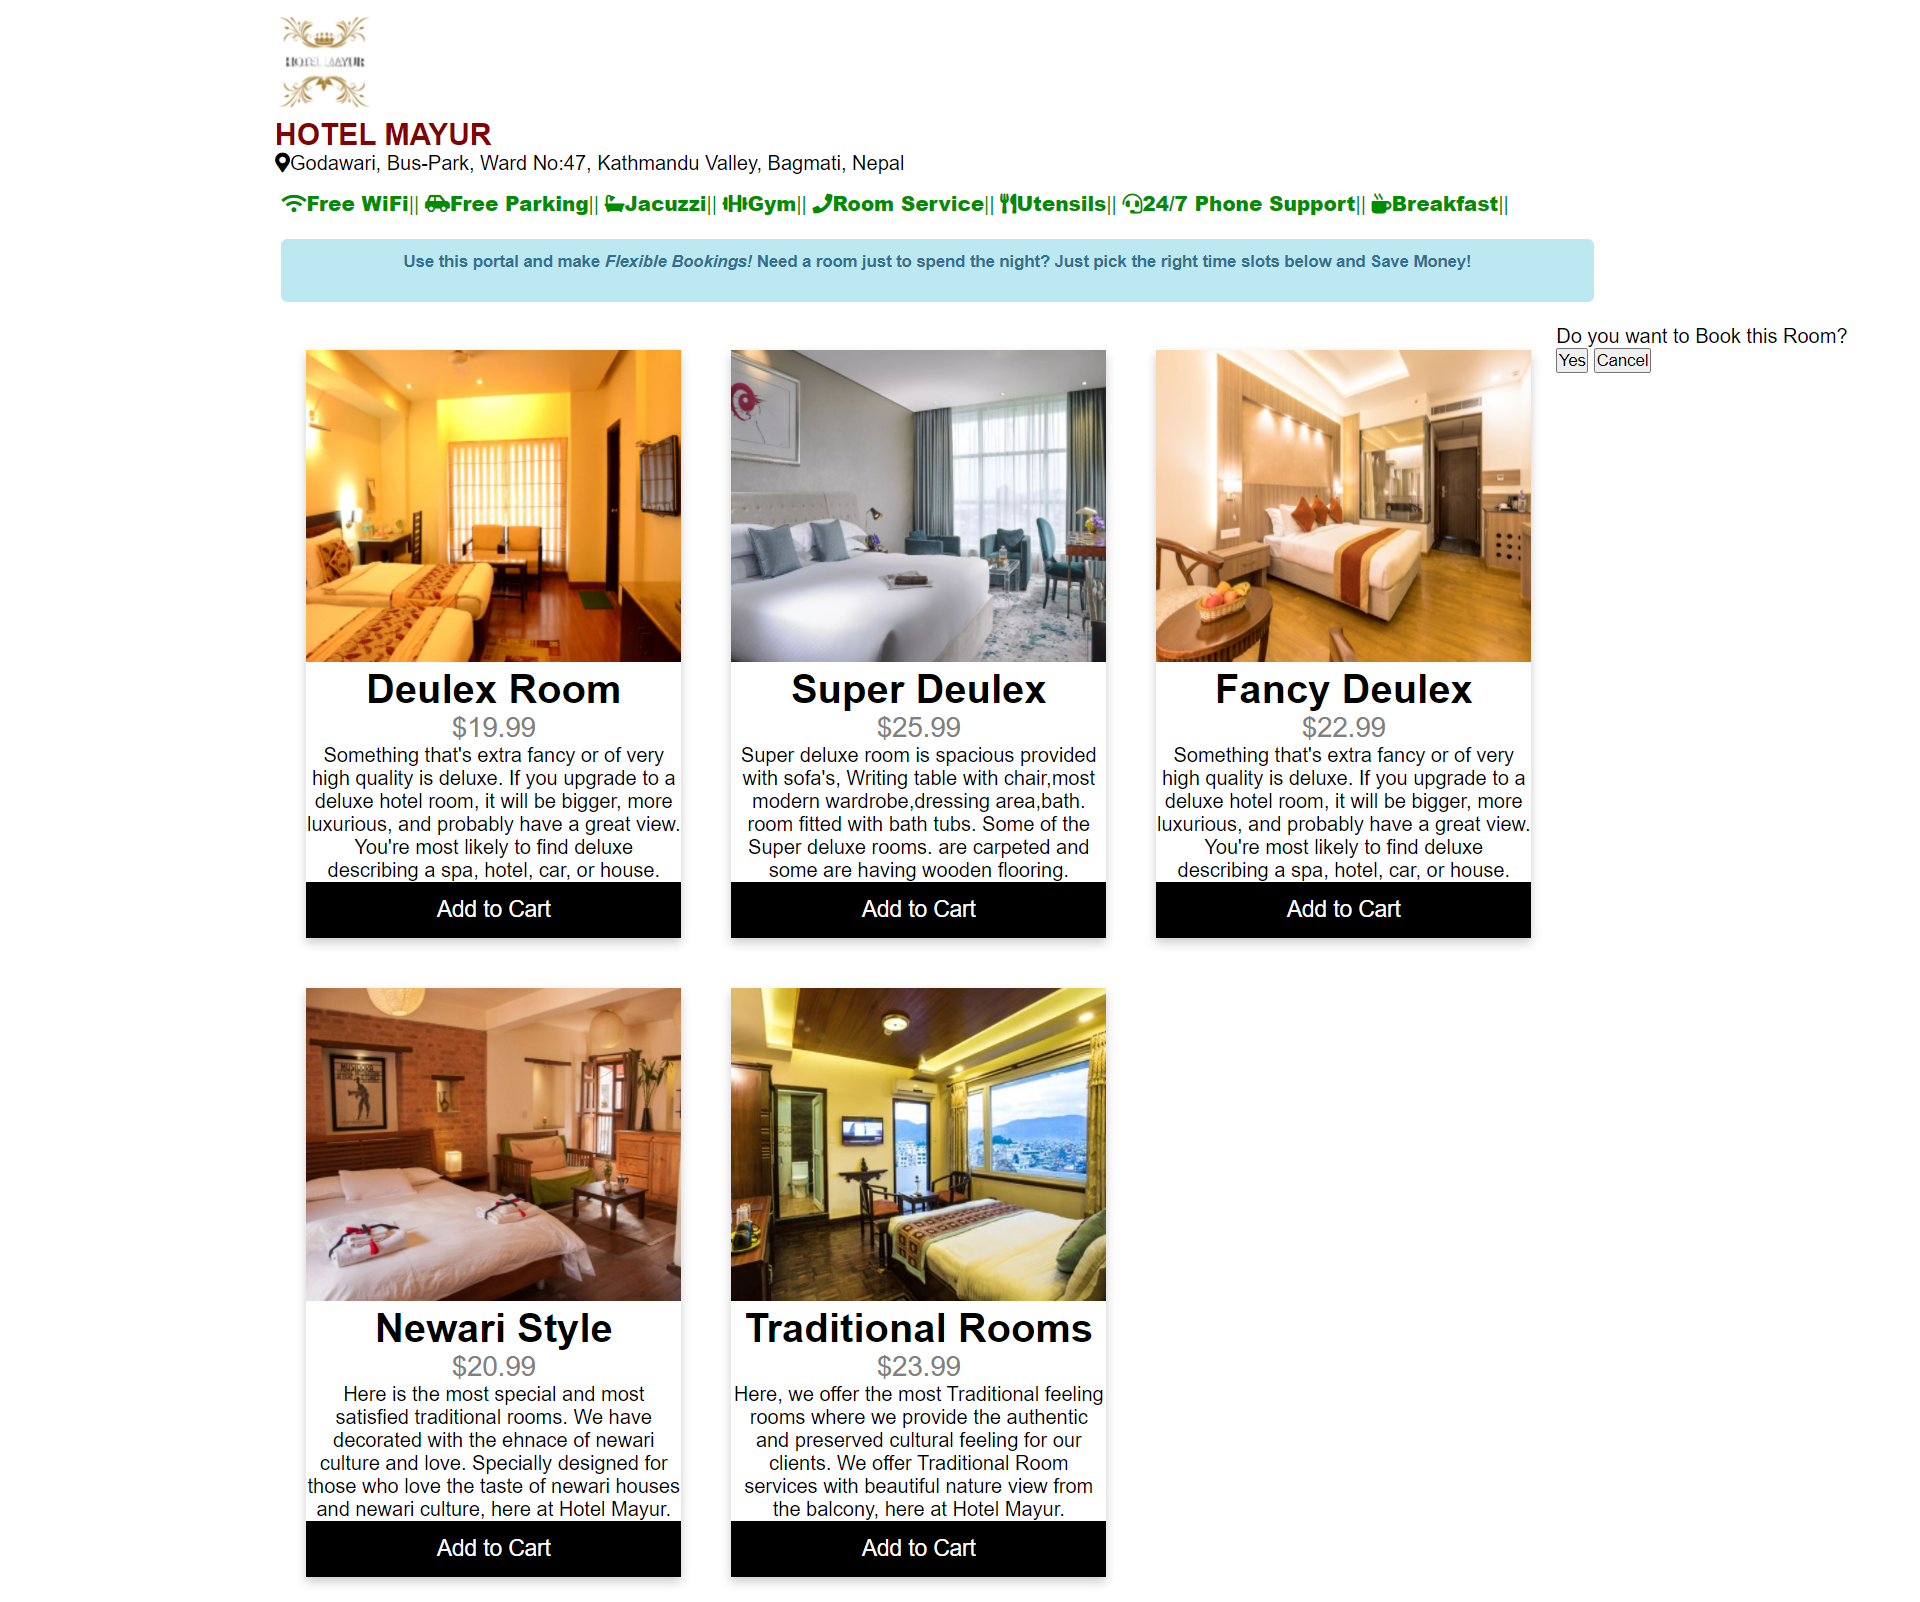 HOTEL MAYUR
HOTEL MAYUR
Godawari, Bus-Park, Ward No:47, Kathmandu Valley, Bagmati, Nepal
Free WiFi|| Free Parking|| Jacuzzi|| Gym|| Room Service|| Utensils|| 24/7 Phone Support|| Breakfast||
Use this portal and make Flexible Bookings! Need a room just to spend the night? Just pick the right time slots below and Save Money!
Do you want to Book this Room?
Yes Cancel
Deulex Room
$19.99
Something that's extra fancy or of very
high quality is deluxe. If you upgrade to a
deluxe hotel room, it will be bigger, more
luxurious, and probably have a great view.
You're most likely to find deluxe
describing a spa, hotel, car, or house.
Add to Cart
Super Deulex
$25.99
Super deluxe room is spacious provided
with sofa's, Writing table with chair,most
modern wardrobe,dressing area,bath.
room fitted with bath tubs. Some of the
Super deluxe rooms. are carpeted and
some are having wooden flooring.
Add to Cart
Fancy Deulex
$22.99
Something that's extra fancy or of very
high quality is deluxe. If you upgrade to a
deluxe hotel room, it will be bigger, more
luxurious, and probably have a great view.
You're most likely to find deluxe
describing a spa, hotel, car, or house.
Add to Cart
Newari Style
$20.99
Here is the most special and most
satisfied traditional rooms. We have
decorated with the ehnace of newari
culture and love. Specially designed for
those who love the taste of newari houses
and newari culture, here at Hotel Mayur.
Add to Cart
Traditional Rooms
$23.99
Here, we offer the most Traditional feeling
rooms where we provide the authentic
and preserved cultural feeling for our
clients. We offer Traditional Room
services with beautiful nature view from
the balcony, here at Hotel Mayur.
Add to Cart